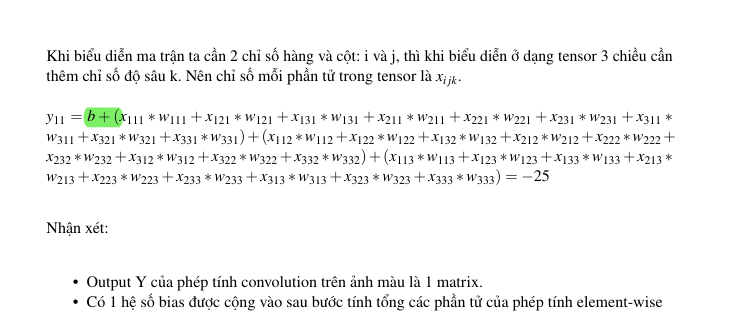 Khi biểu diễn ma trận ta cần 2 chỉ số hàng và cột: i và j, thì khi biểu diễn ở dạng tensor 3 chiều cần
thêm chỉ số độ sâu k. Nên chỉ số mỗi phần tử trong tensor là x_{ijk}.
y_{11} = b + (x_{111} * w_{111} + x_{121} * w_{121} + x_{131} * w_{131} + x_{211} * w_{211} + x_{221} * w_{221} + x_{231} * w_{231} + x_{311} *
w_{311} + x_{321} * w_{321} + x_{331} * w_{331}) + (x_{112} * w_{112} + x_{122} * w_{122} + x_{132} * w_{132} + x_{212} * w_{212} + x_{222} * w_{222} +
x_{232} * w_{232} + x_{312} * w_{312} + x_{322} * w_{322} + x_{332} * w_{332}) + (x_{113} * w_{113} + x_{123} * w_{123} + x_{133} * w_{133} + x_{213} *
w_{213} + x_{223} * w_{223} + x_{233} * w_{233} + x_{313} * w_{313} + x_{323} * w_{323} + x_{333} * w_{333}) = −25
Nhận xét:
• Output Y của phép tính convolution trên ảnh màu là 1 matrix.
• Có 1 hệ số bias được cộng vào sau bước tính tổng các phần tử của phép tính element-wise